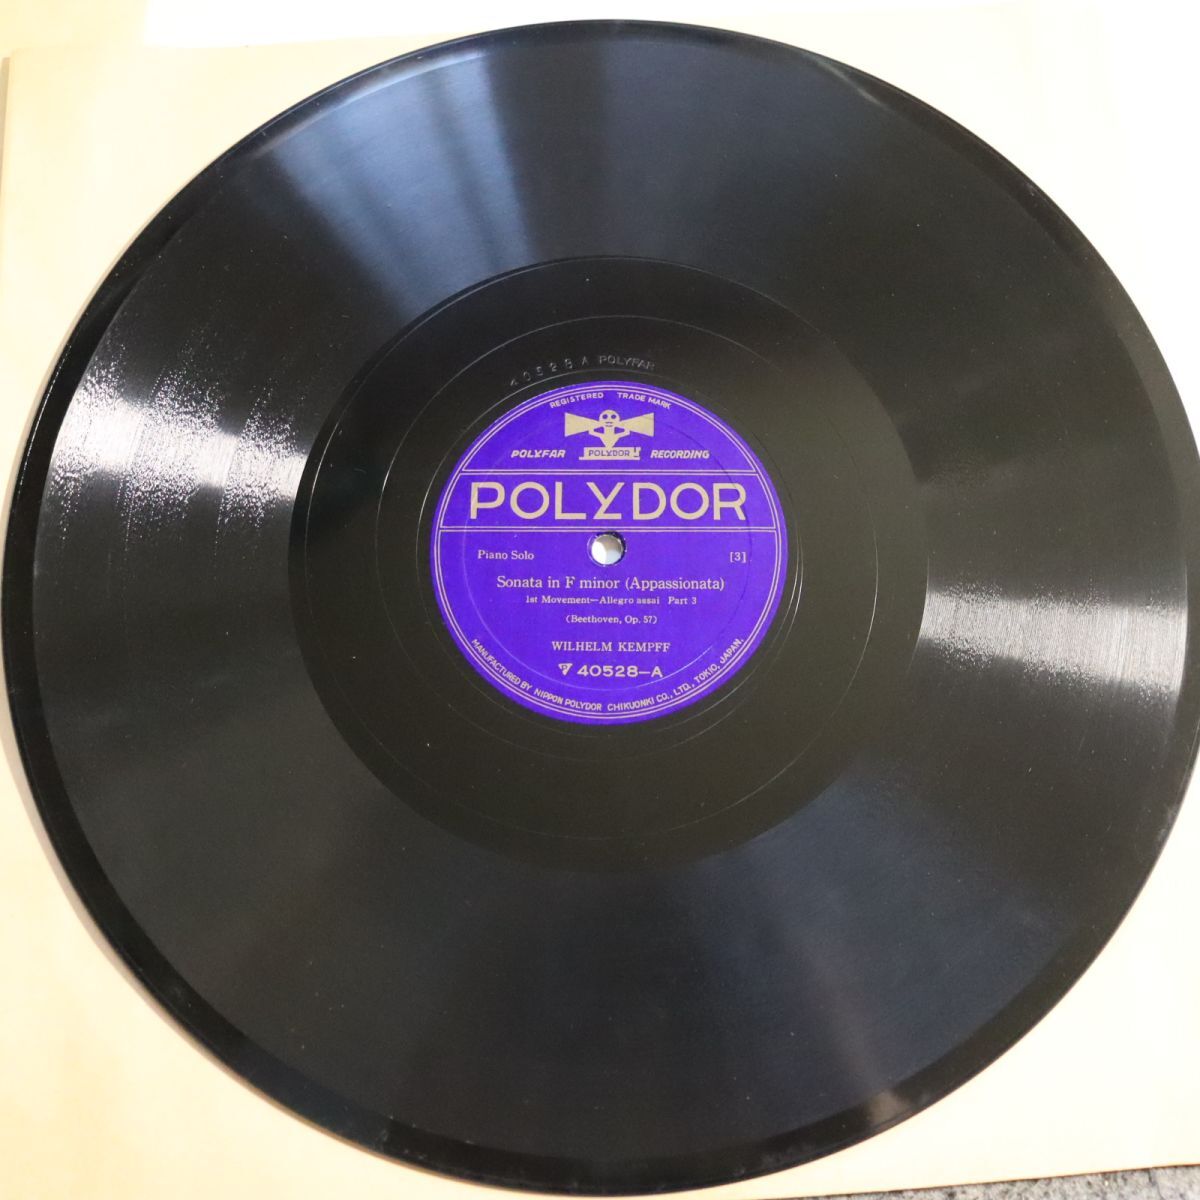 40528 A POLYFAR
REGISTERED TRADE MARK
POLYFAR POLYDOR RECORDING
POLYDOR
Piano Solo [3]
Sonata in F minor (Appassionata)
1st Movement—Allegro assai Part 3
(Beethoven, Op. 57)
WILHELM KEMPFF
P 40528—A
MANUFACTURED BY NIPPON POLYDOR CHIKUONKI CO., LTD., TOKIO, JAPAN.